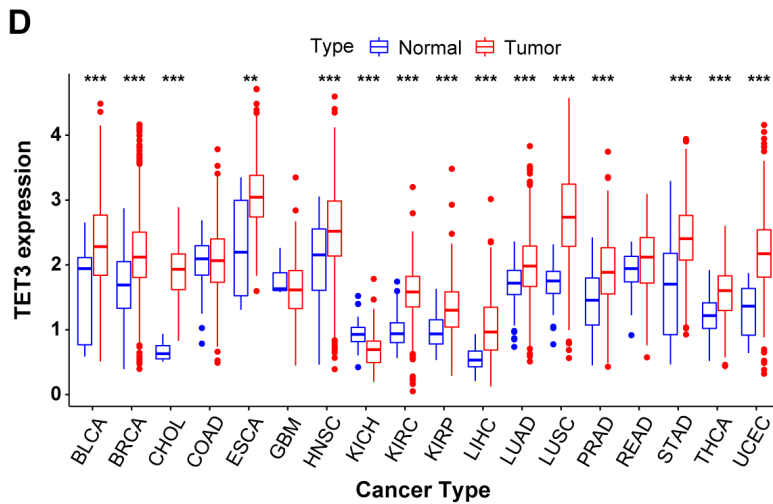 D
Type Normal Tumor
*** *** *** ** *** *** *** *** *** *** *** *** *** *** ***
TET3 expression
4
3
2
1
0
BLCA BRCA CHOL COAD ESCA GBM HNSC KICH KIRC KIRP LIHC LUAD LUSC PRAD READ STAD THCA UCEC
Cancer Type